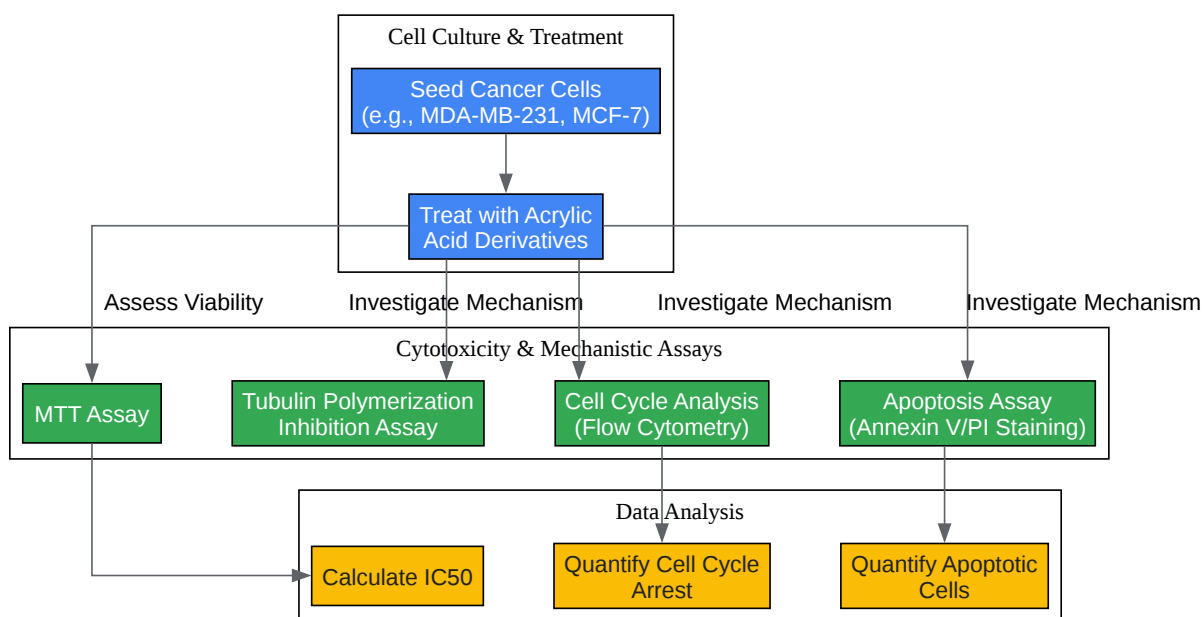 Cell Culture & Treatment
Seed Cancer Cells
(e.g., MDA-MB-231, MCF-7)
Treat with Acrylic
Acid Derivatives
Assess Viability
Investigate Mechanism
Investigate Mechanism
Investigate Mechanism
Cytotoxicity & Mechanistic Assays
MTT Assay
Tubulin Polymerization
Inhibition Assay
Cell Cycle Analysis
(Flow Cytometry)
Apoptosis Assay
(Annexin V/PI Staining)
Data Analysis
Calculate IC50
Quantify Cell Cycle
Arrest
Quantify Apoptotic
Cells